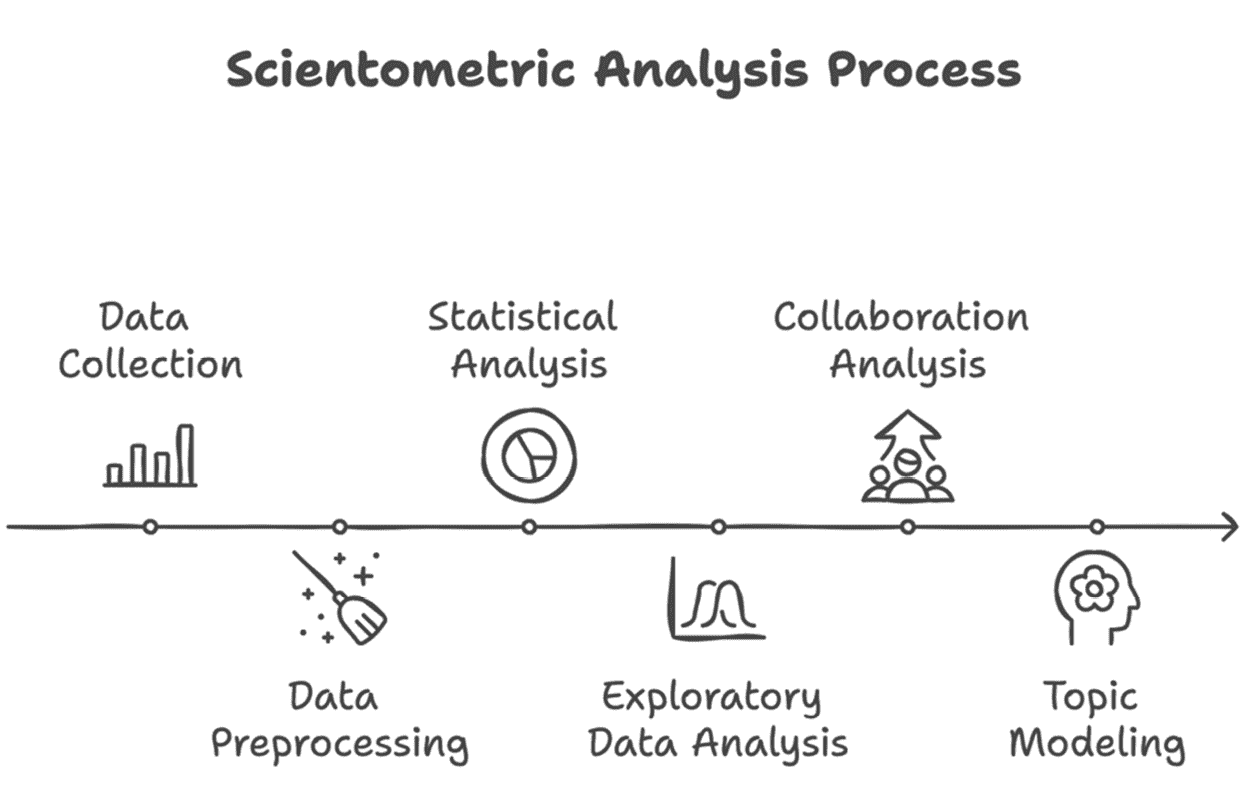 Scientometric Analysis Process
Data
Collection
Statistical
Analysis
Collaboration
Analysis
Data
Preprocessing
Exploratory
Data Analysis
Topic
Modeling